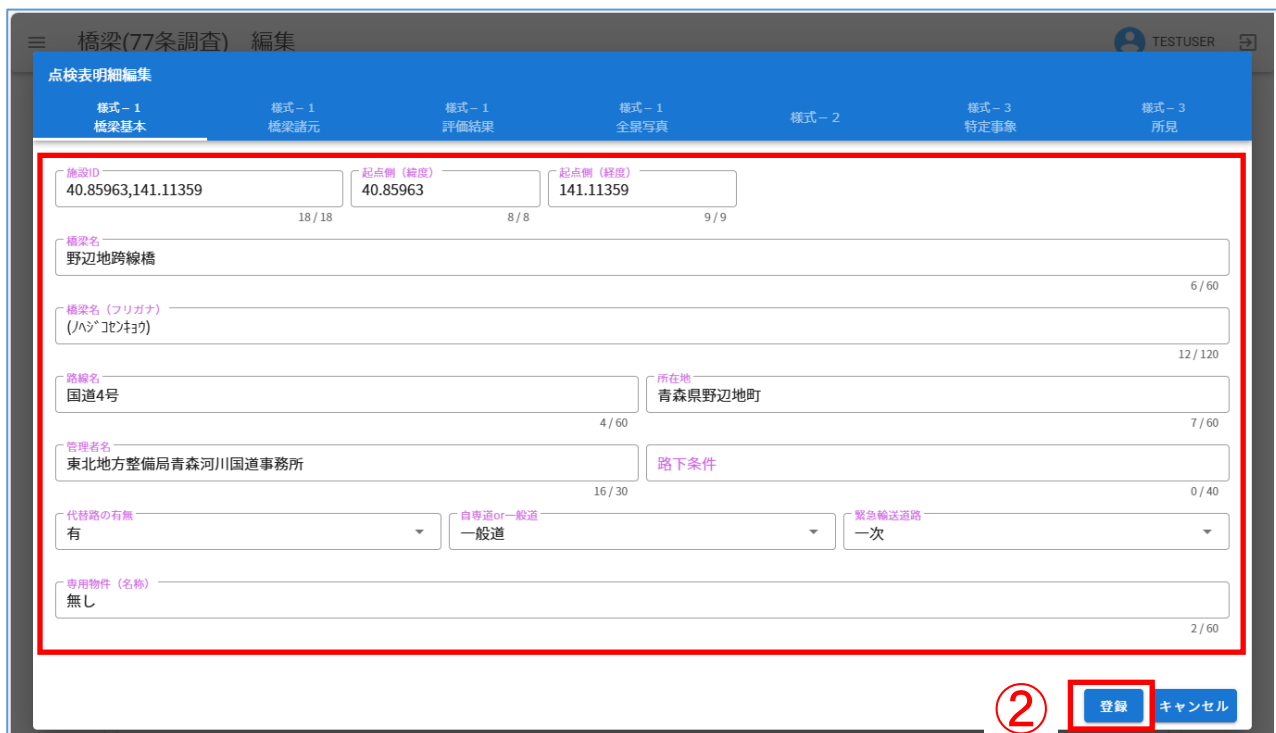 橋梁(77条調査) 編集
TESTUSER
点検表明細編集
様式－1
橋梁基本
様式－1
橋梁諸元
様式－1
評価結果
様式－1
全景写真
様式－2
様式－3
特定事象
様式－3
所見
施設ID
40.85963,141.11359
18 / 18
起点側（緯度）
40.85963
8 / 8
起点側（経度）
141.11359
9 / 9
橋梁名
野辺地跨線橋
6 / 60
橋梁名（フリガナ）
(ﾉﾍｼﾞｺｾﾝｷｮｳ)
12 / 120
路線名
国道4号
4 / 60
所在地
青森県野辺地町
7 / 60
管理者名
東北地方整備局青森河川国道事務所
16 / 30
路下条件
0 / 40
代替路の有無
有
自専道or一般道
一般道
緊急輸送道路
一次
専用物件（名称）
無し
2 / 60
②
登録
キャンセル